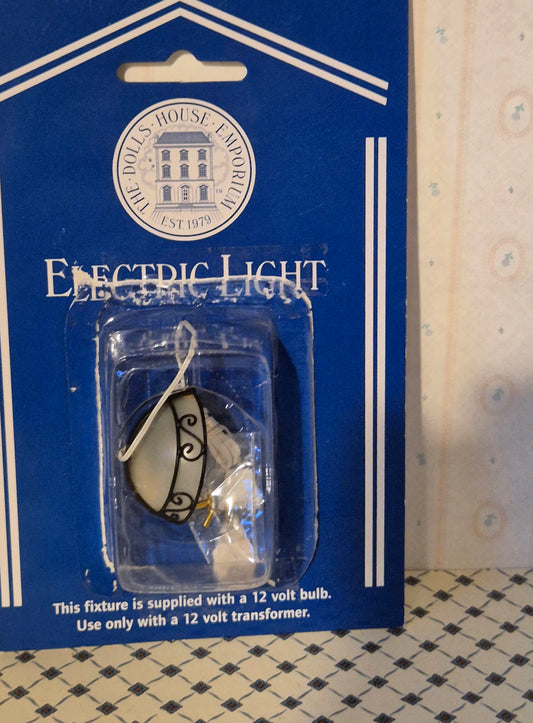 THE · DOLLS · HOUSE · EMPORIUM
TM
EST. 1979
ELECTRIC LIGHT
This fixture is supplied with a 12 volt bulb.
Use only with a 12 volt transformer.